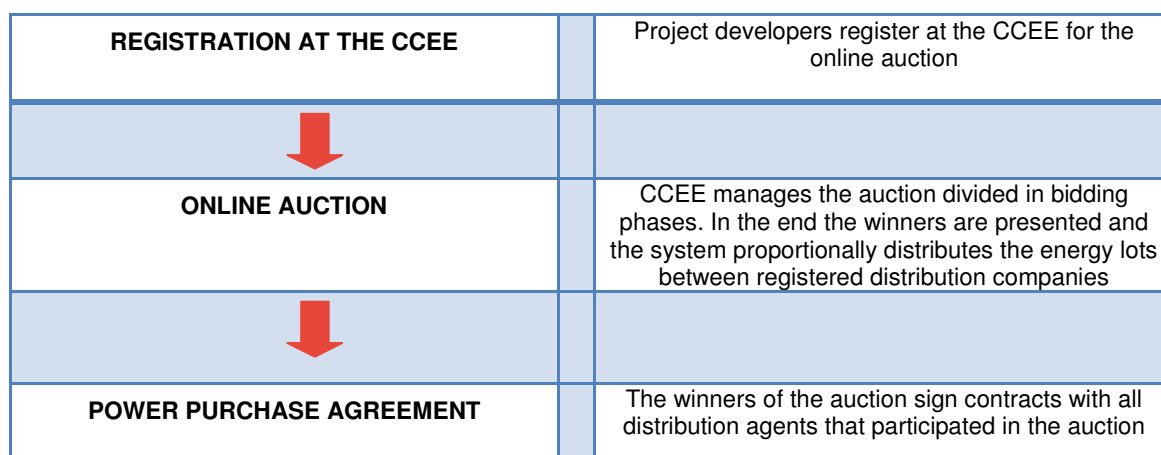 REGISTRATION AT THE CCEE
Project developers register at the CCEE for the
online auction
ONLINE AUCTION
CCEE manages the auction divided in bidding
phases. In the end the winners are presented and
the system proportionally distributes the energy lots
between registered distribution companies
POWER PURCHASE AGREEMENT
The winners of the auction sign contracts with all
distribution agents that participated in the auction